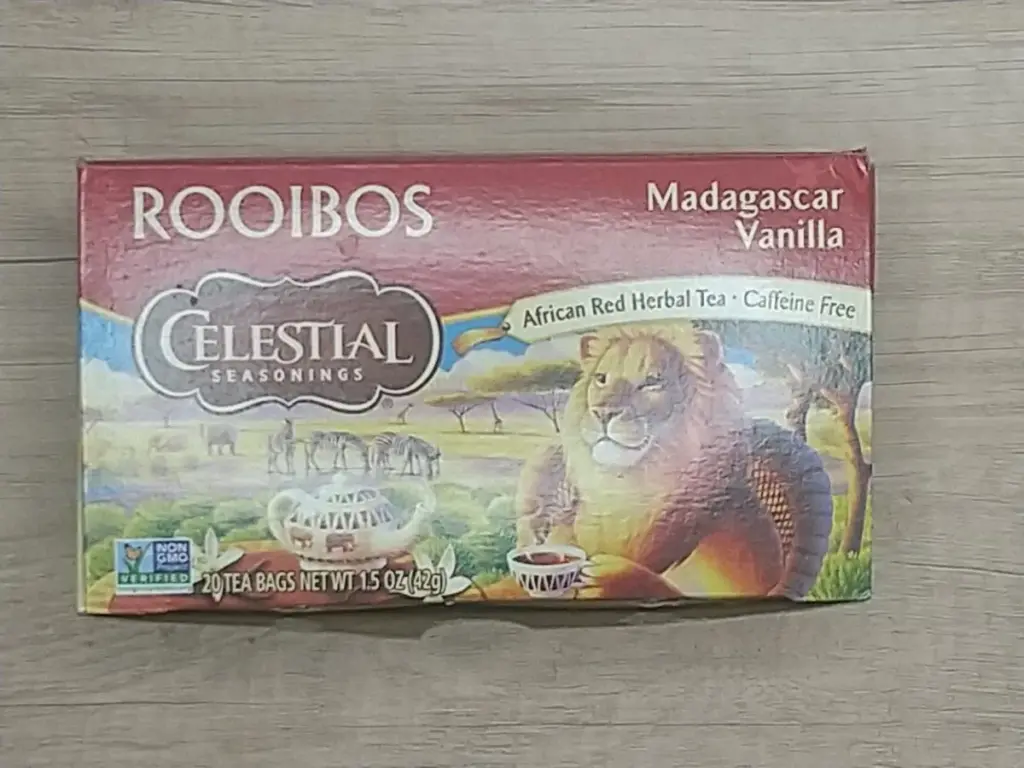 ROOIBOS
Madagascar
Vanilla
African Red Herbal Tea · Caffeine Free
CELESTIAL
SEASONINGS
®
NON
GMO
Project
VERIFIED
20 TEA BAGS NET WT 1.5 OZ (42g)